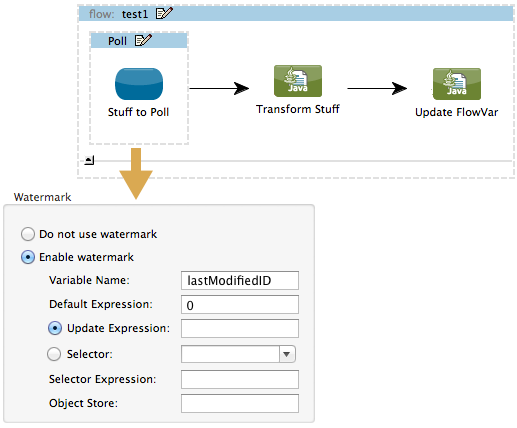 flow: test1
Poll
Java
Java
Stuff to Poll
Transform Stuff
Update FlowVar
Watermark
Do not use watermark
Enable watermark
Variable Name: lastModifiedID
Default Expression: 0
Update Expression:
Selector:
Selector Expression:
Object Store: